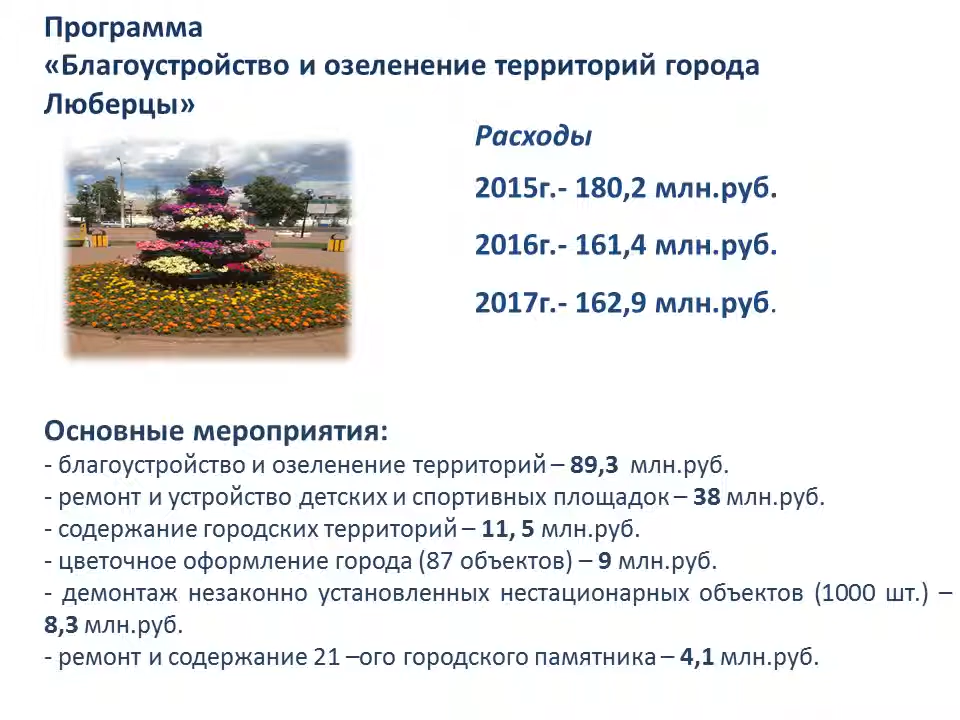 Программа
«Благоустройство и озеленение территорий города
Люберцы»
Расходы
2015г.- 180,2 млн.руб.
2016г.- 161,4 млн.руб.
2017г.- 162,9 млн.руб.
Основные мероприятия:
- благоустройство и озеленение территорий – 89,3 млн.руб.
- ремонт и устройство детских и спортивных площадок – 38 млн.руб.
- содержание городских территорий – 11, 5 млн.руб.
- цветочное оформление города (87 объектов) – 9 млн.руб.
- демонтаж незаконно установленных нестационарных объектов (1000 шт.) –
8,3 млн.руб.
- ремонт и содержание 21 –ого городского памятника – 4,1 млн.руб.